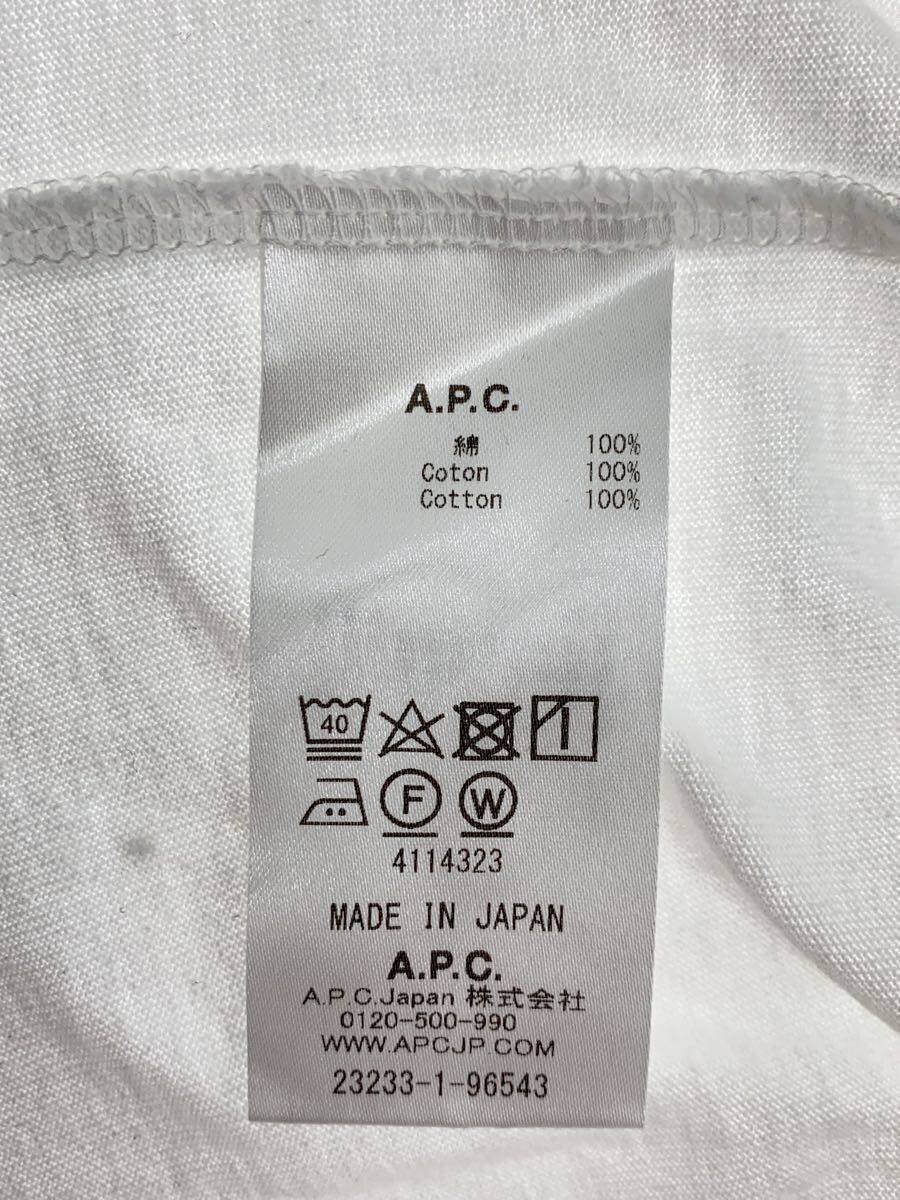 A.P.C.
綿 100%
Coton 100%
Cotton 100%
40
F W
4114323
MADE IN JAPAN
A.P.C.
A.P.C.Japan 株式会社
0120-500-990
WWW.APCJP.COM
23233-1-96543